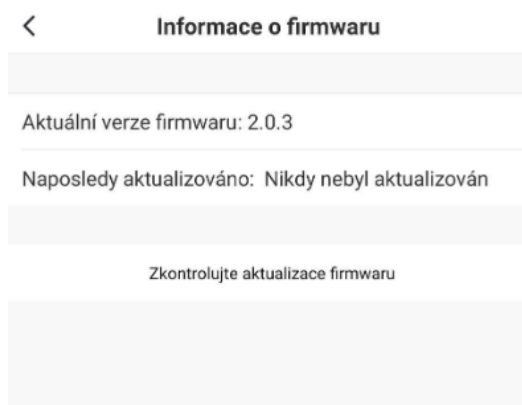 Informace o firmwaru
Aktuální verze firmwaru: 2.0.3
Naposledy aktualizováno: Nikdy nebyl aktualizován
Zkontrolujte aktualizace firmwaru